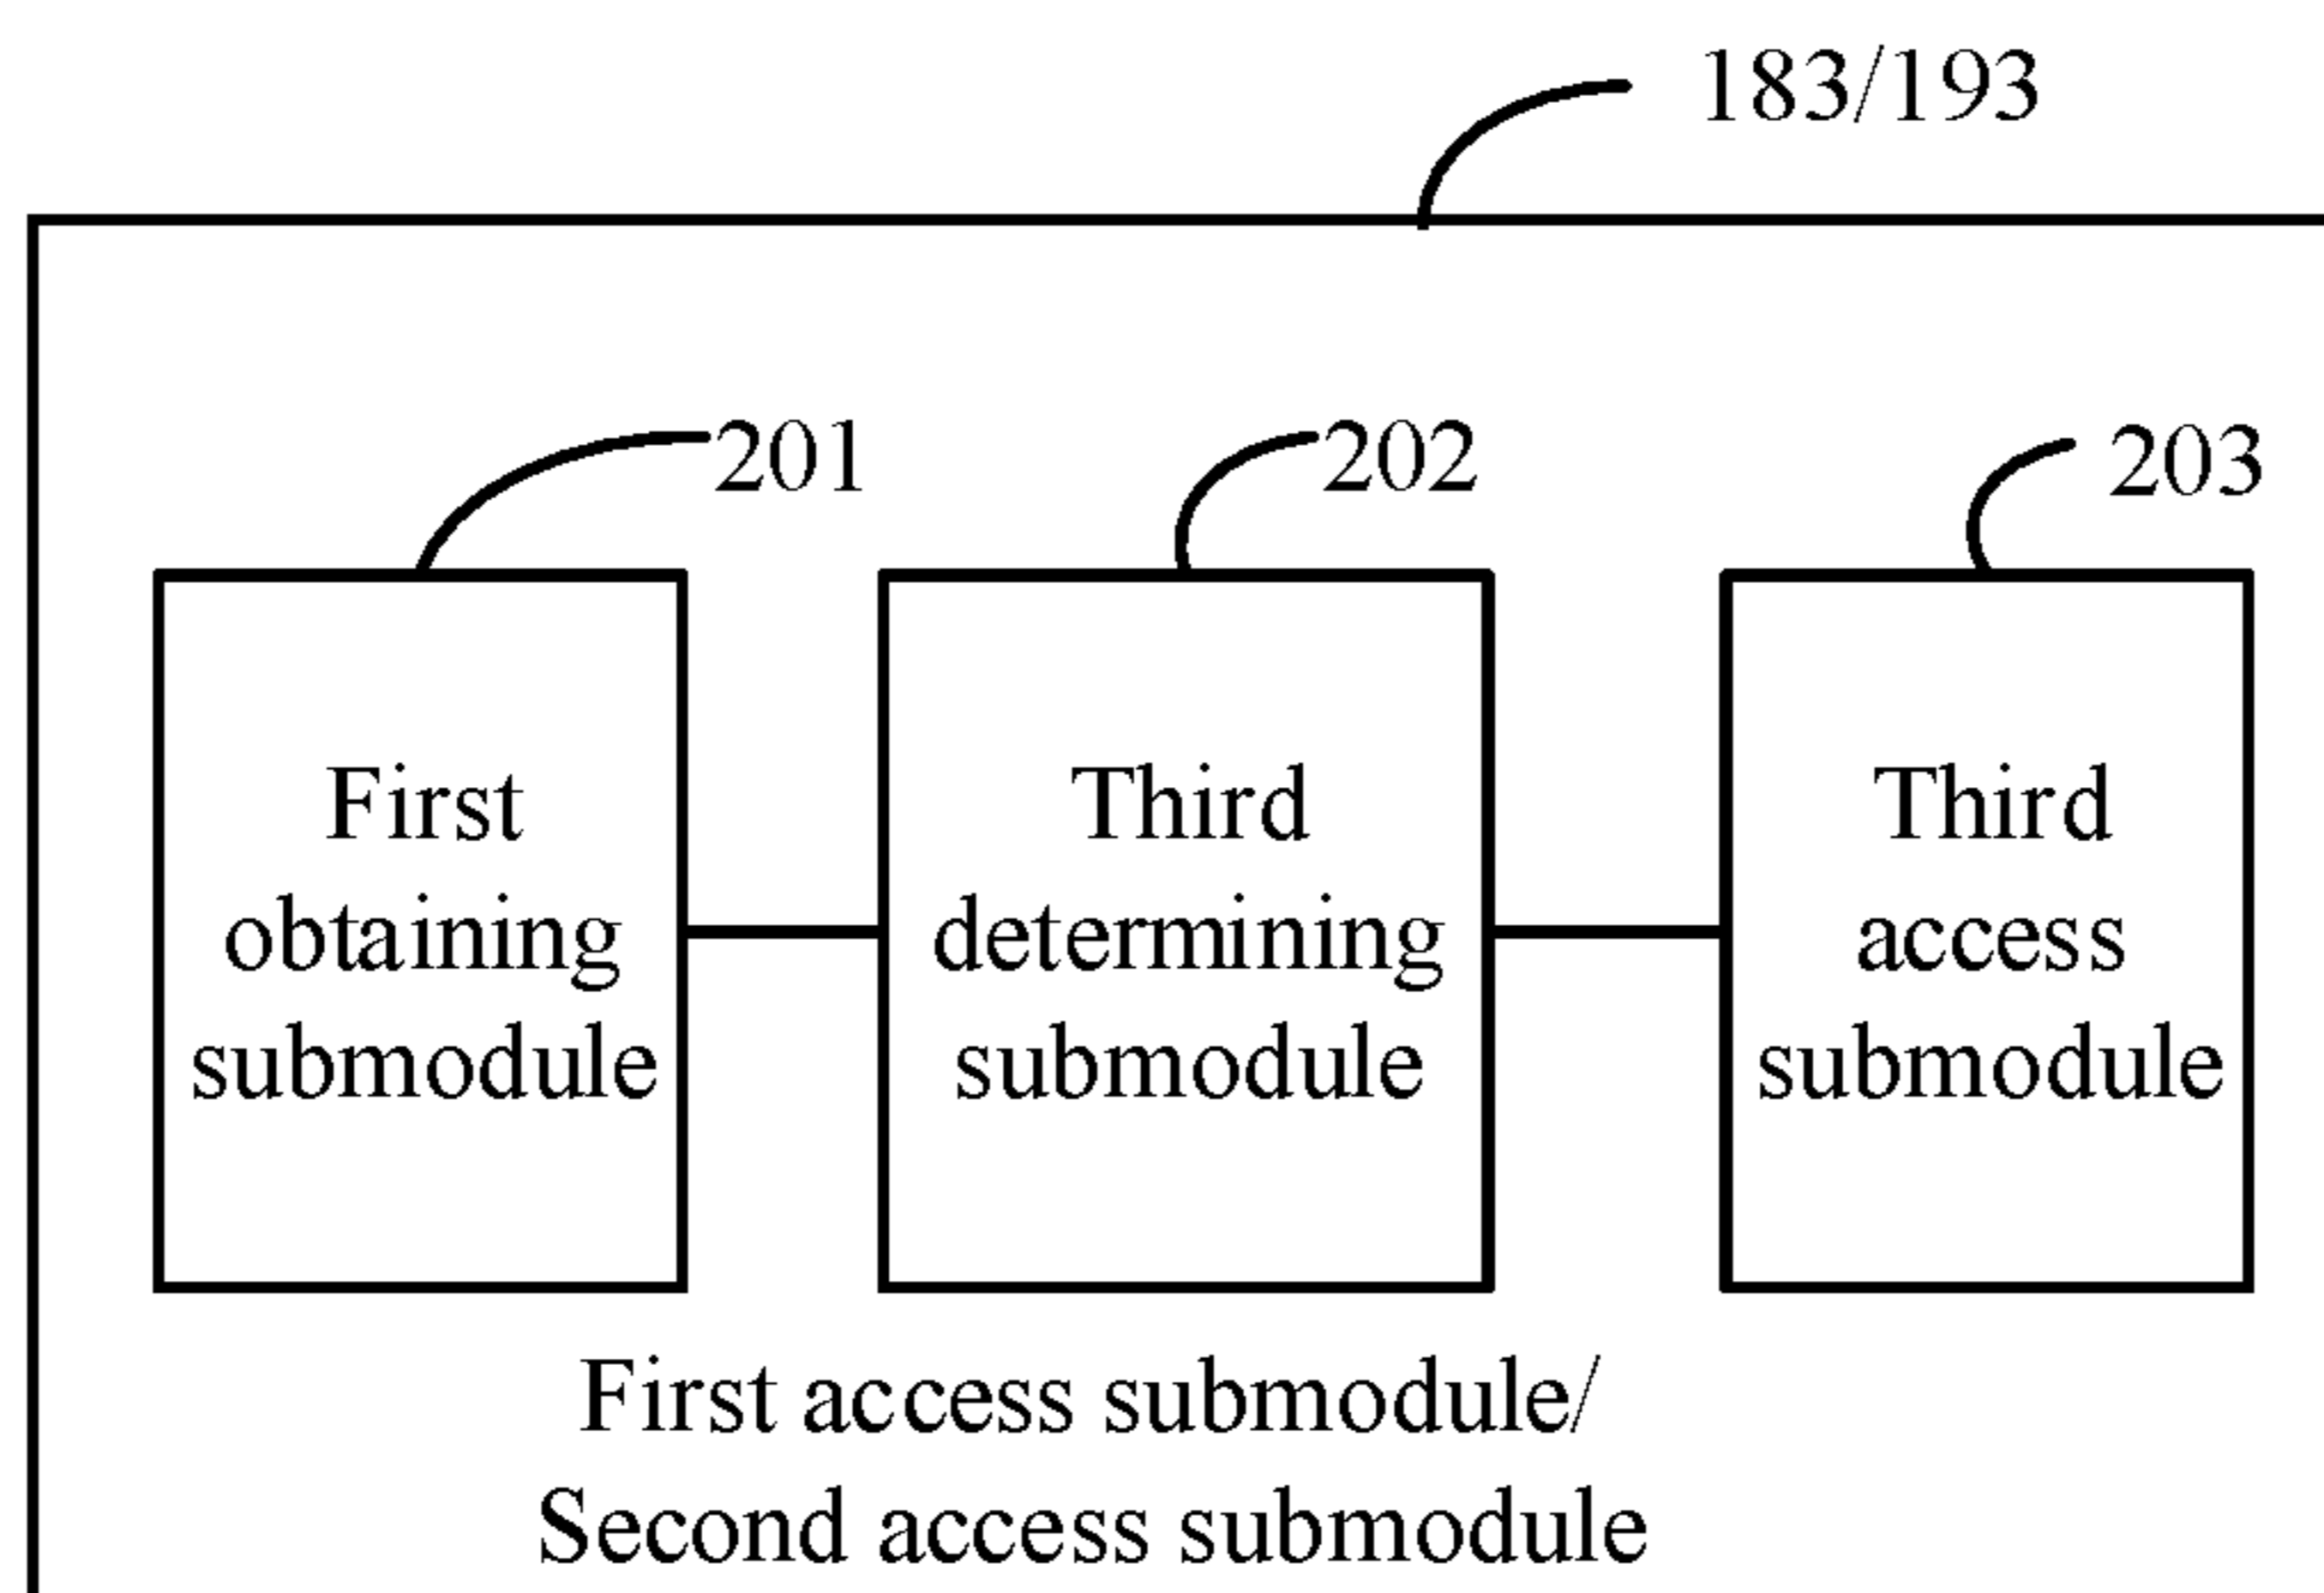 183/193
201
202
203
First
obtaining
submodule
Third
determining
submodule
Third
access
submodule
First access submodule/
Second access submodule